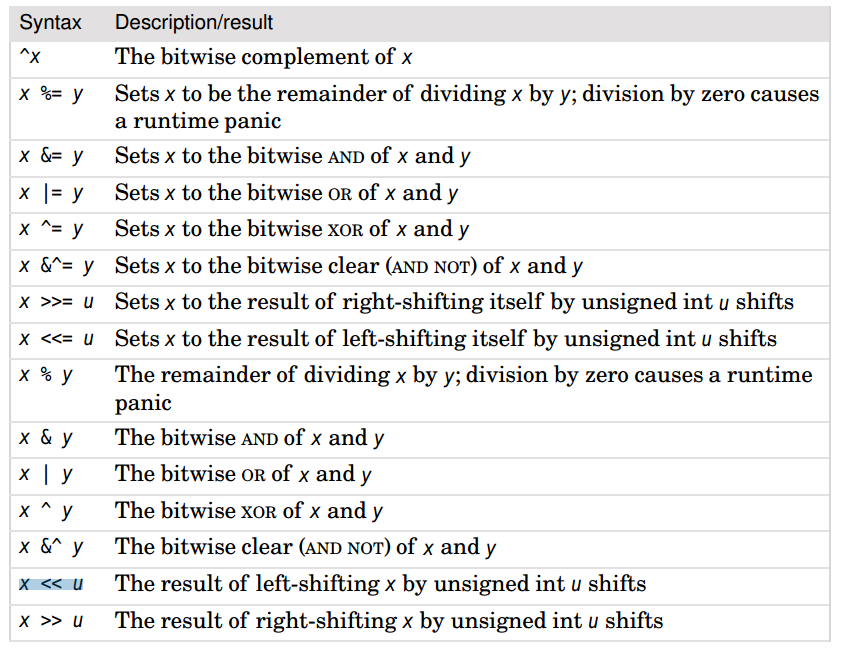 Syntax Description/result
^x The bitwise complement of x
x %= y Sets x to be the remainder of dividing x by y; division by zero causes
a runtime panic
x &= y Sets x to the bitwise AND of x and y
x |= y Sets x to the bitwise OR of x and y
x ^= y Sets x to the bitwise XOR of x and y
x &^= y Sets x to the bitwise clear (AND NOT) of x and y
x >>= u Sets x to the result of right-shifting itself by unsigned int u shifts
x <<= u Sets x to the result of left-shifting itself by unsigned int u shifts
x % y The remainder of dividing x by y; division by zero causes a runtime
panic
x & y The bitwise AND of x and y
x | y The bitwise OR of x and y
x ^ y The bitwise XOR of x and y
x &^ y The bitwise clear (AND NOT) of x and y
x << u The result of left-shifting x by unsigned int u shifts
x >> u The result of right-shifting x by unsigned int u shifts